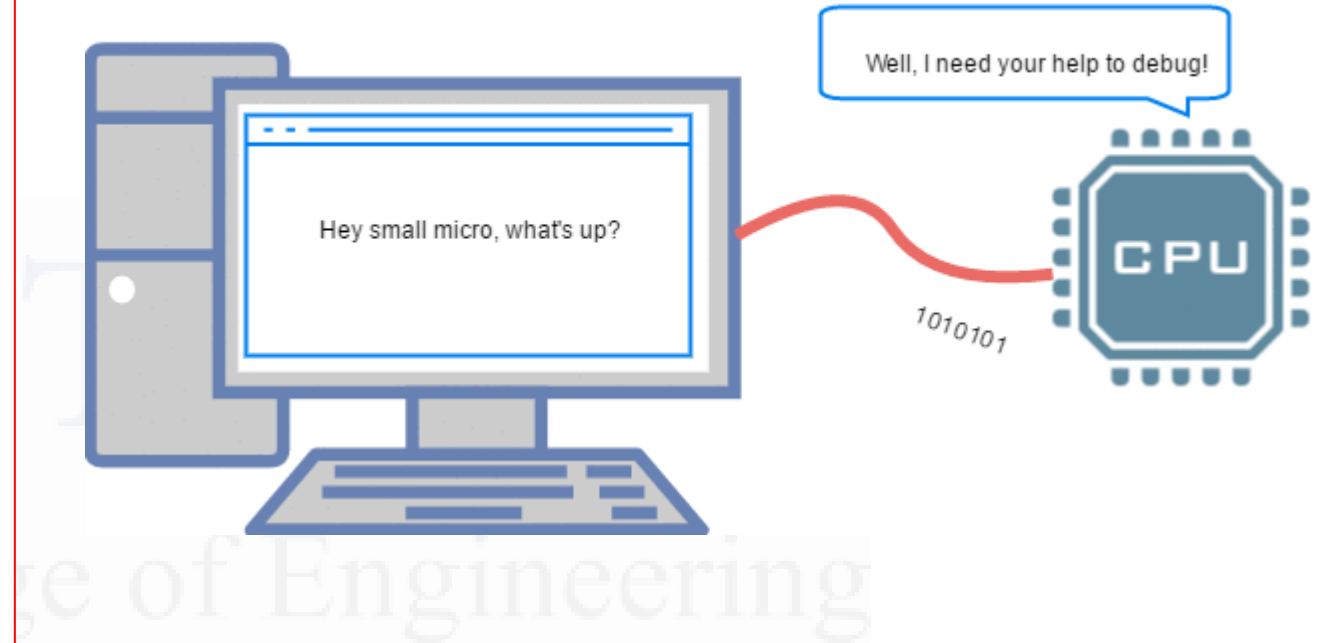 Well, I need your help to debug!
Hey small micro, what's up?
CPU
1010101
ge of Engineering